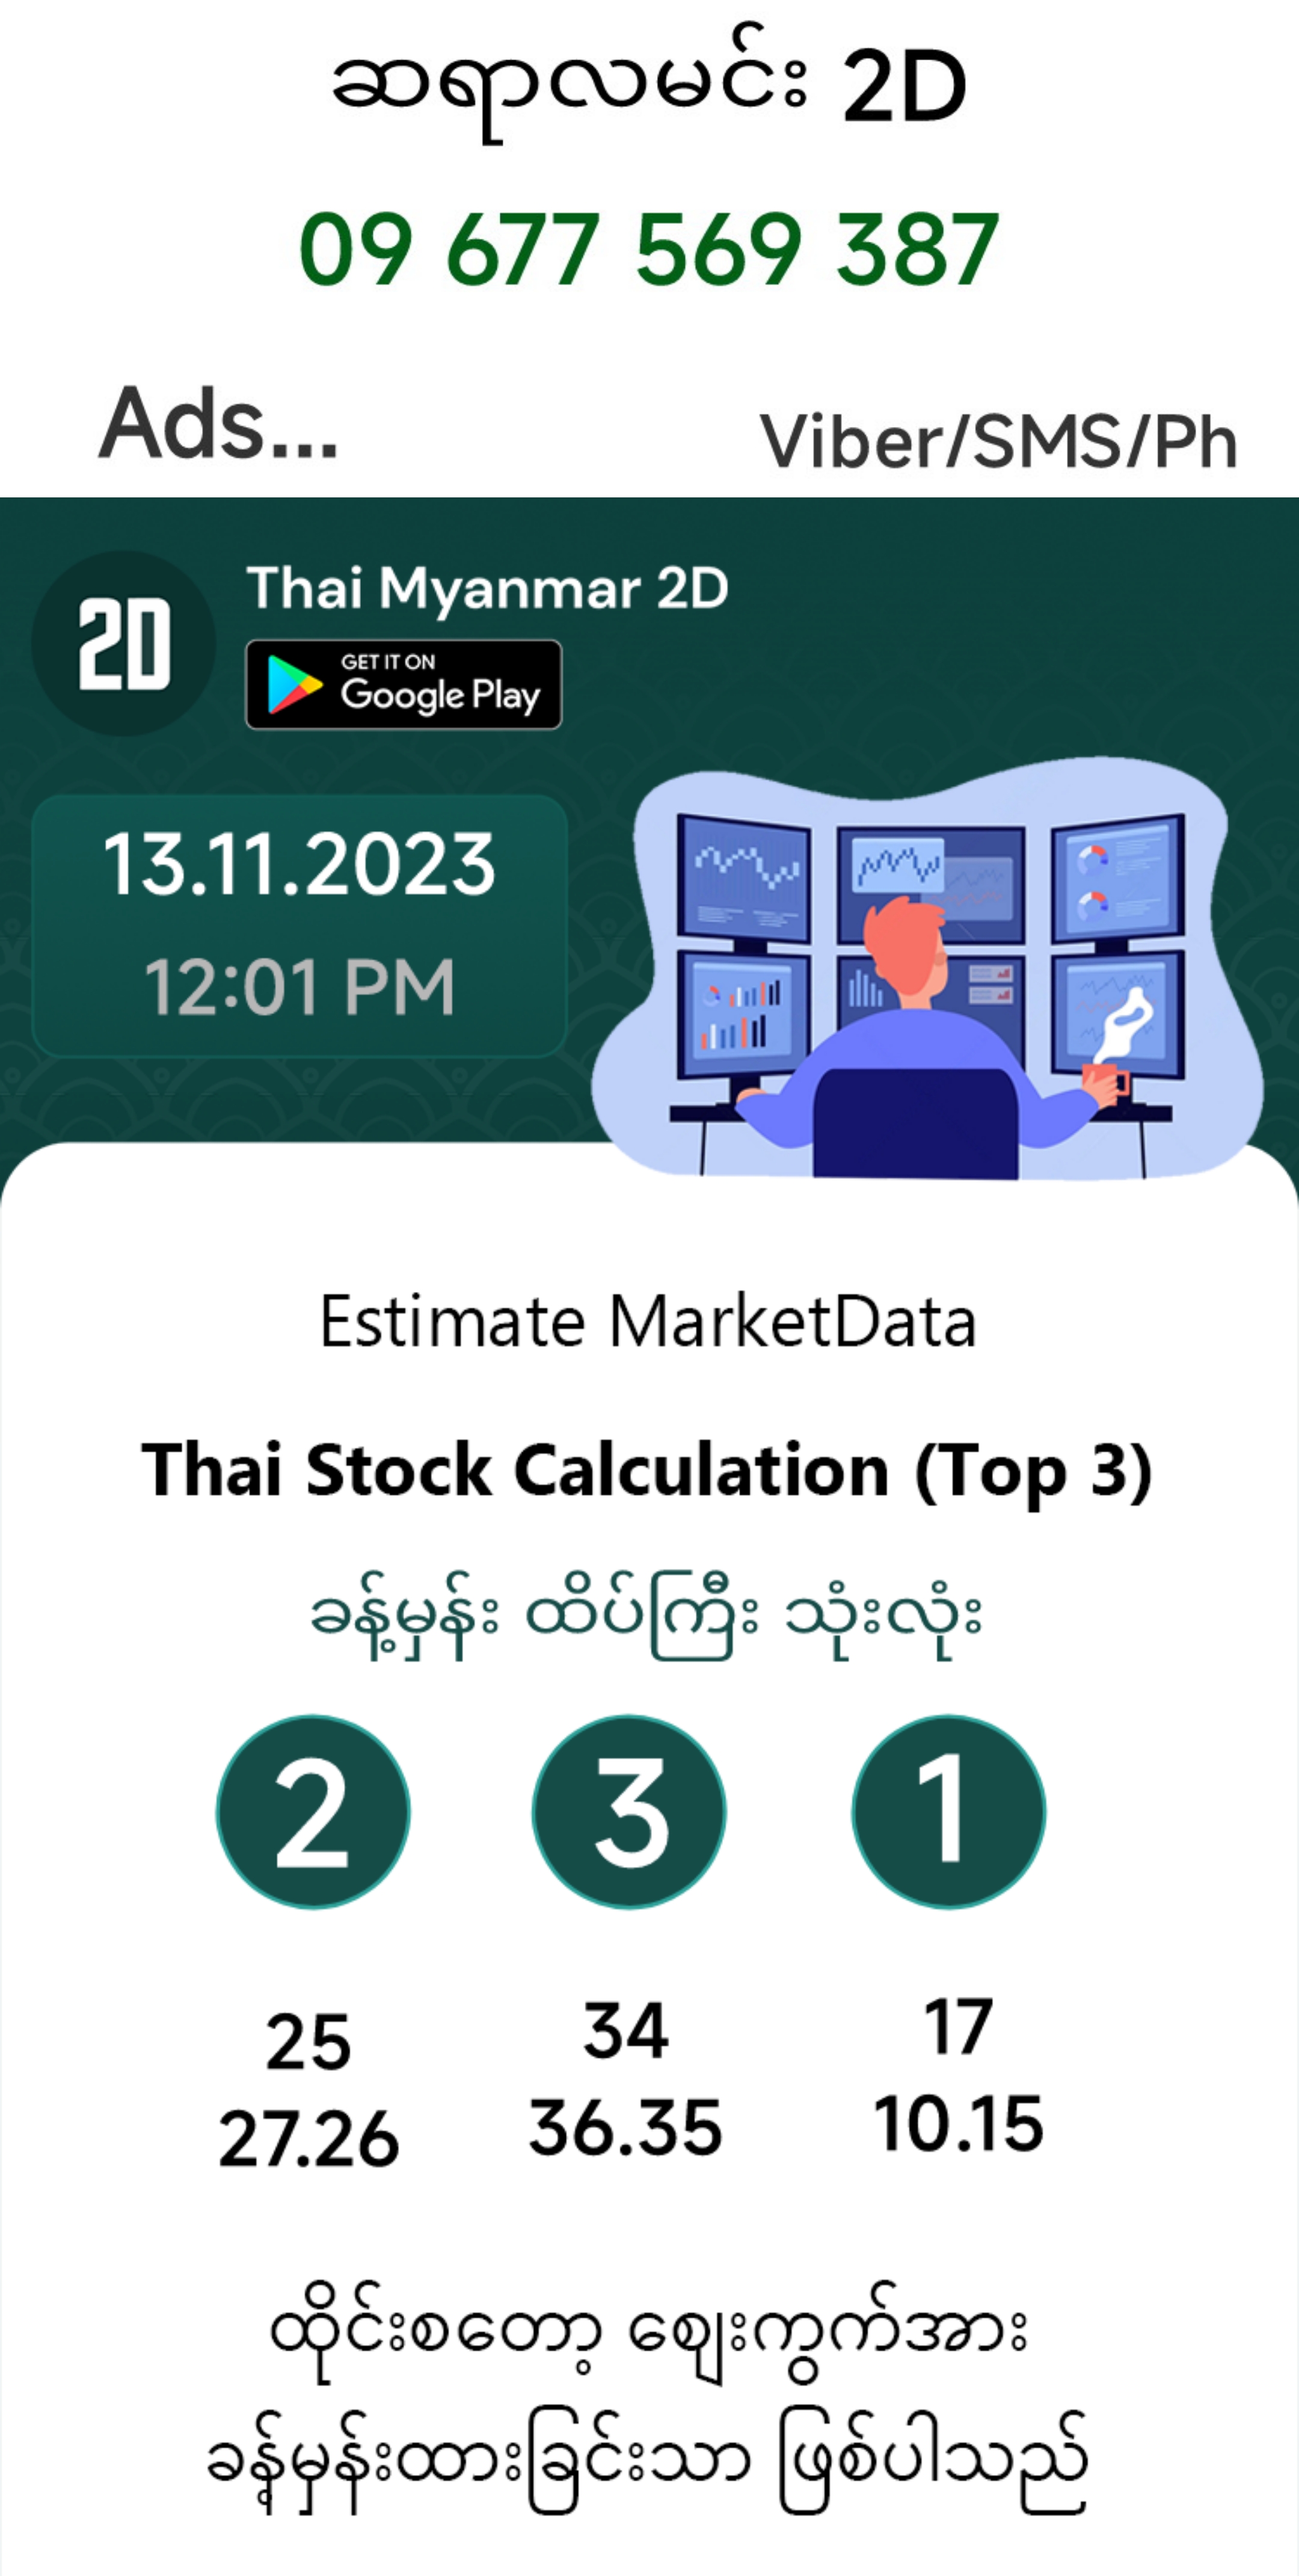 ဆရာလမင်း 2D
09 677 569 387
Ads...
Viber/SMS/Ph
2D
Thai Myanmar 2D
GET IT ON
Google Play
13.11.2023
12:01 PM
Estimate MarketData
Thai Stock Calculation (Top 3)
ခန့်မှန်း ထိပ်ကြီး သုံးလုံး
2 3 1
25 34 17
27.26 36.35 10.15
ထိုင်းစတော့ ဈေးကွက်အား
ခန့်မှန်းထားခြင်းသာ ဖြစ်ပါသည်